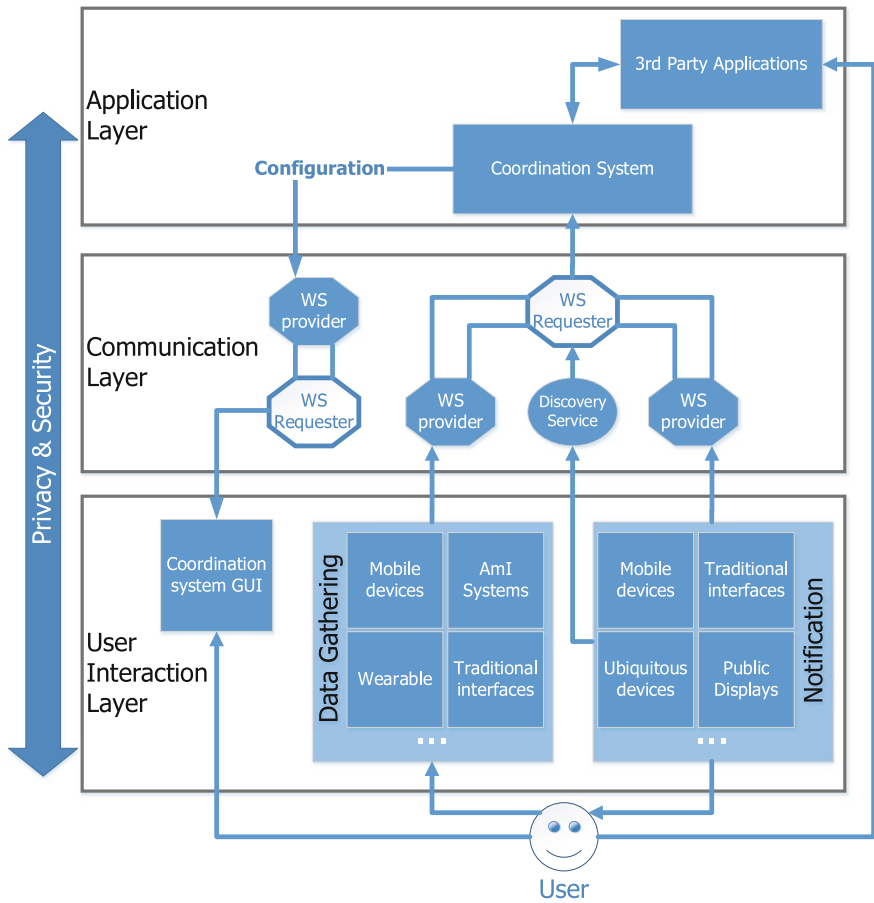 3rd Party Applications
Application
Layer
Configuration
Coordination System
WS
provider
WS
Requester
Communication
Layer
WS
Requester
WS
provider
Discovery
Service
WS
provider
Privacy & Security
Coordination
system GUI
User
Interaction
Layer
Data Gathering
Mobile
devices
AmI
Systems
Wearable
Traditional
interfaces
...
Mobile
devices
Traditional
interfaces
Ubiquitous
devices
Public
Displays
...
Notification
User